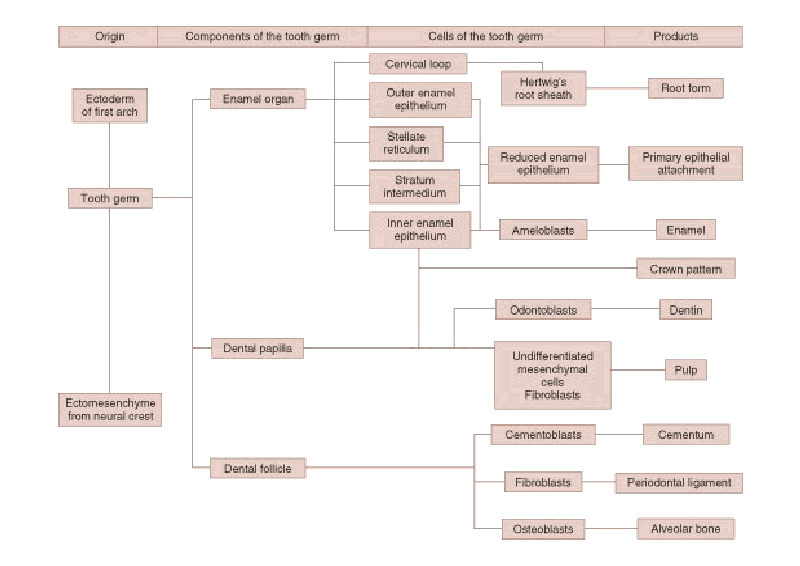 Origin
Components of the tooth germ
Cells of the tooth germ
Products
Cervical loop
Hertwig's
root sheath
Root form
Ectoderm
of first arch
Enamel organ
Outer enamel
epithelium
Stellate
reticulum
Reduced enamel
epithelium
Primary epithelial
attachment
Stratum
intermedium
Tooth germ
Inner enamel
epithelium
Ameloblasts
Enamel
Crown pattern
Odontoblasts
Dentin
Dental papilla
Undifferentiated
mesenchymal
cells
Fibroblasts
Pulp
Ectomesenchyme
from neural crest
Cementoblasts
Cementum
Dental follicle
Fibroblasts
Periodontal ligament
Osteoblasts
Alveolar bone